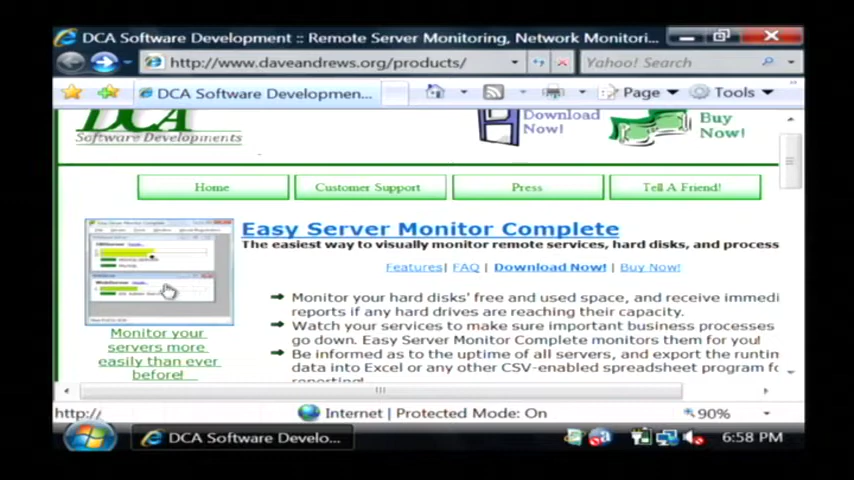 DCA Software Development :: Remote Server Monitoring, Network Monitori...
http://www.daveandrews.org/products/
Yahoo! Search
DCA Software Developmen...
Page
Tools
DCA
Software Developments
Download
Now!
Buy
Now!
Home
Customer Support
Press
Tell A Friend!
Easy Server Monitor Complete
The easiest way to visually monitor remote services, hard disks, and process
Features| FAQ | Download Now! | Buy Now!
Monitor your hard disks' free and used space, and receive immedi
reports if any hard drives are reaching their capacity.
Watch your services to make sure important business processes
go down. Easy Server Monitor Complete monitors them for you!
Be informed as to the uptime of all servers, and export the runtin
data into Excel or any other CSV-enabled spreadsheet program fo
reporting!
Monitor your
servers more
easily than ever
before!
http://
Internet | Protected Mode: On
90%
DCA Software Develo...
6:58 PM